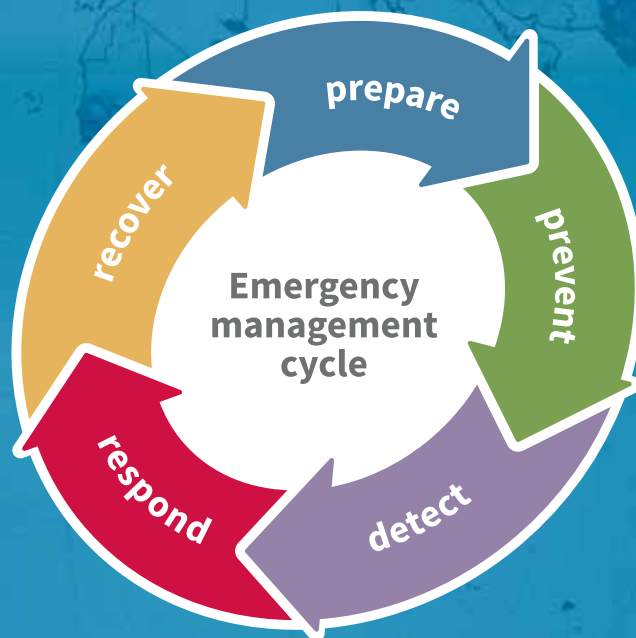 prepare
prevent
detect
respond
recover
Emergency
management
cycle